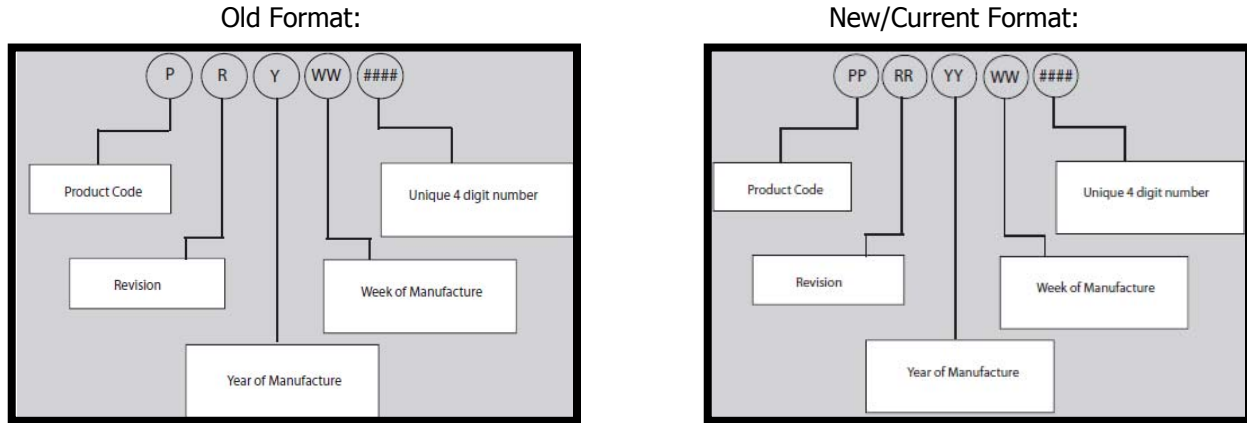 Old Format:
P R Y WW ####
Product Code
Unique 4 digit number
Revision
Week of Manufacture
Year of Manufacture
New/Current Format:
PP RR YY WW ####
Product Code
Unique 4 digit number
Revision
Week of Manufacture
Year of Manufacture